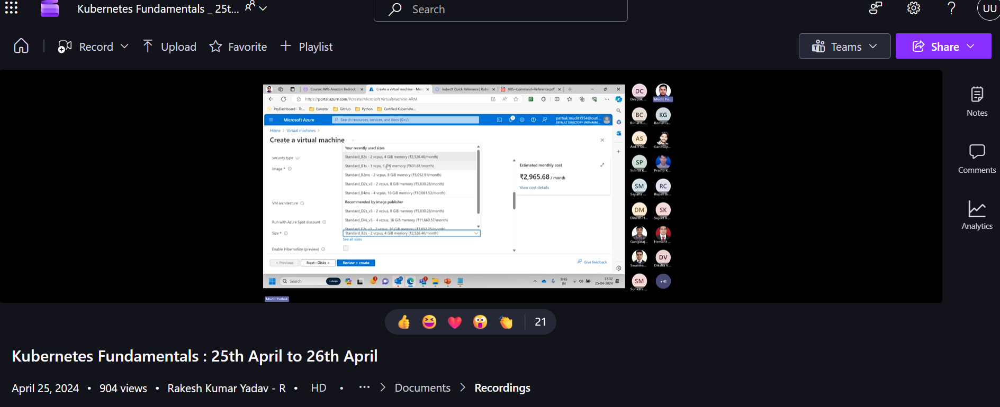 Kubernetes Fundamentals _ 25t...
Search
UU
Record
Upload
Favorite
Playlist
Teams
Share
Course: AWS Amazon Bedrock
Create a virtual machine - Micr
kubectl Quick Reference | Kube
K8S+Command+Reference.pdf
https://portal.azure.com/#create/Microsoft.VirtualMachine-ARM
PayDashboard - Th...
Eurostar
GitHub
Python
Certified Kubernete...
Microsoft Azure
Search resources, services, and docs (G+/)
pathak.mudit1954@outl...
DEFAULT DIRECTORY (PATHAKM...
Home > Virtual machines >
Create a virtual machine ...
Your recently used sizes
Security type
Standard_B2s - 2 vcpus, 4 GiB memory (₹2,526.46/month)
Image *
Standard_B1s - 1 vcpu, 1 GiB memory (₹631.61/month)
Standard_B2ms - 2 vcpus, 8 GiB memory (₹5,052.91/month)
Standard_D2s_v3 - 2 vcpus, 8 GiB memory (₹5,830.28/month)
Standard_B4ms - 4 vcpus, 16 GiB memory (₹10,081.53/month)
VM architecture
Recommended by image publisher
Standard_D2s_v3 - 2 vcpus, 8 GiB memory (₹5,830.28/month)
Standard_D4s_v3 - 4 vcpus, 16 GiB memory (₹11,660.57/month)
Run with Azure Spot discount
Standard_E2s_v3 - 2 vcpus, 16 GiB memory (₹7,652.25/month)
Size *
Standard_B2s - 2 vcpus, 4 GiB memory (₹2,526.46/month)
See all sizes
Enable Hibernation (preview)
Estimated monthly cost
₹2,965.68 / month
View cost details
< Previous
Next : Disks >
Review + create
Give feedback
Search
ENG
IN
13:32
25-04-2024
Mudit Pathak
DC
Deepak ...
Mudit Pa...
BC
Bimal Ku...
KG
Komal G...
AS
Ankit Sri...
Ganesap...
SP
Subrat K...
Pradip K...
SM
Sapana ...
RC
Rupali Bi...
DM
Dinesh H...
SK
Sujeet K...
Gangaraj...
Hemant ...
Swanwa...
DV
Diksha V...
SM
Sunkara ...
+41
Notes
Comments
Analytics
21
Kubernetes Fundamentals : 25th April to 26th April
April 25, 2024 • 904 views • Rakesh Kumar Yadav - R • HD • ... > Documents > Recordings